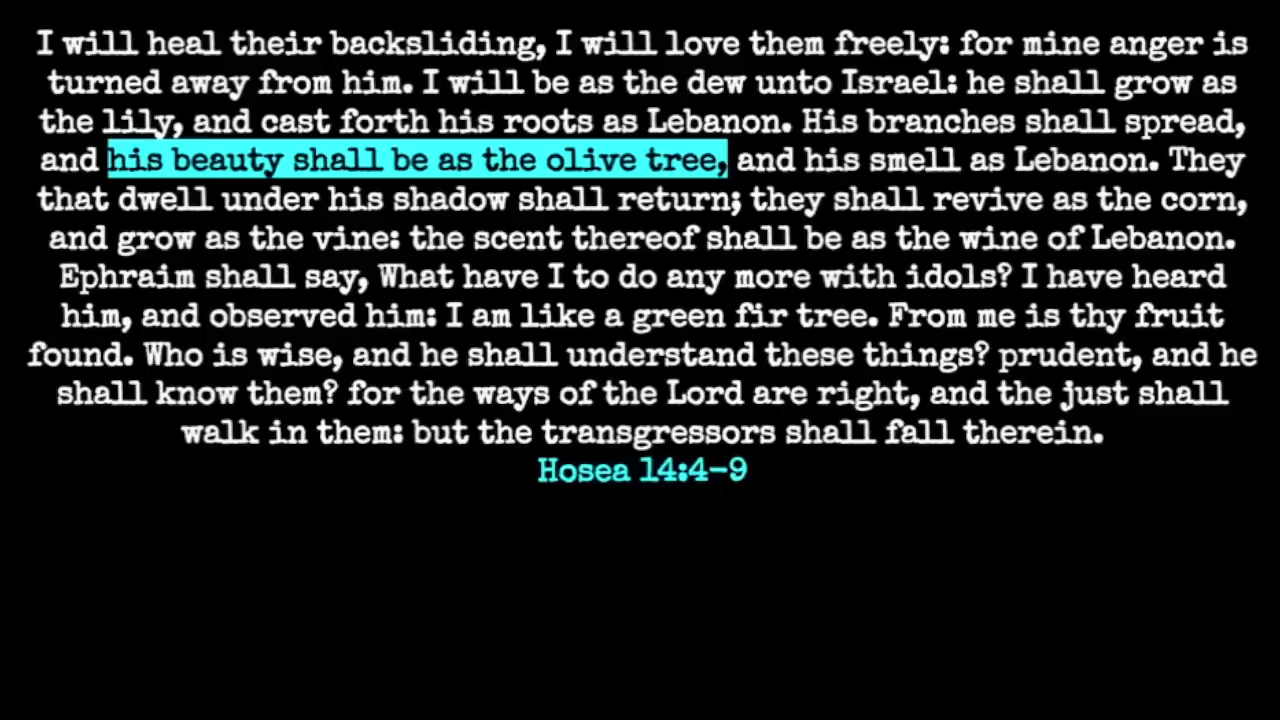 I will heal their backsliding, I will love them freely: for mine anger is
turned away from him. I will be as the dew unto Israel: he shall grow as
the lily, and cast forth his roots as Lebanon. His branches shall spread,
and his beauty shall be as the olive tree, and his smell as Lebanon. They
that dwell under his shadow shall return; they shall revive as the corn,
and grow as the vine: the scent thereof shall be as the wine of Lebanon.
Ephraim shall say, What have I to do any more with idols? I have heard
him, and observed him: I am like a green fir tree. From me is thy fruit
found. Who is wise, and he shall understand these things? prudent, and he
shall know them? for the ways of the Lord are right, and the just shall
walk in them: but the transgressors shall fall therein.
Hosea 14:4-9